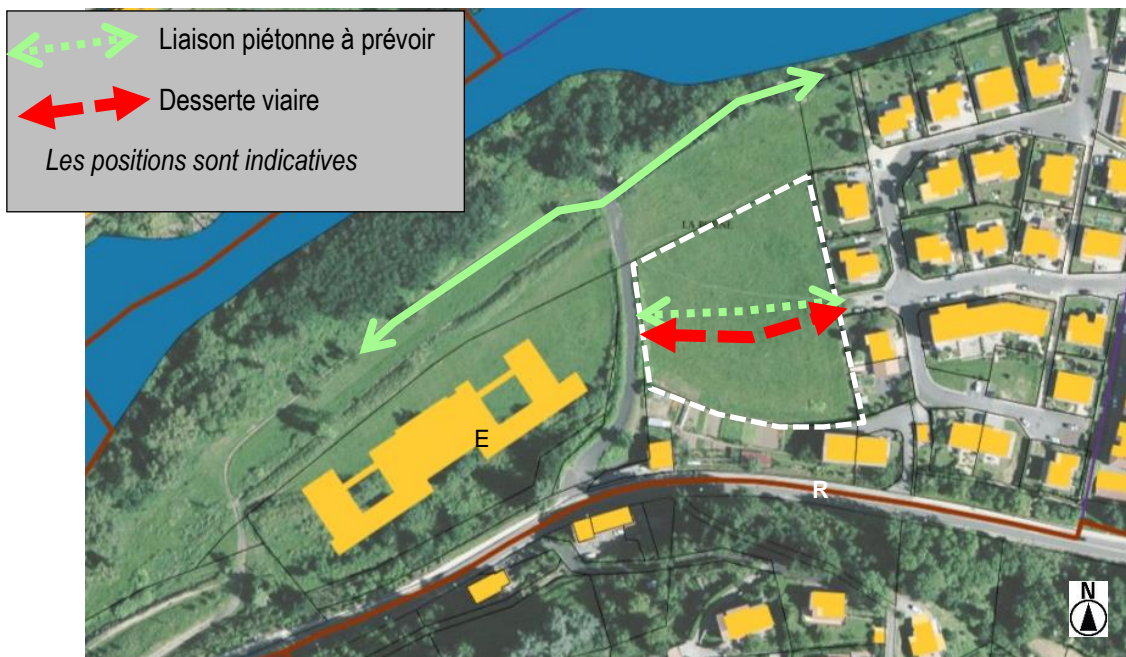 Liaison piétonne à prévoir
Desserte viaire
Les positions sont indicatives
E
R
N